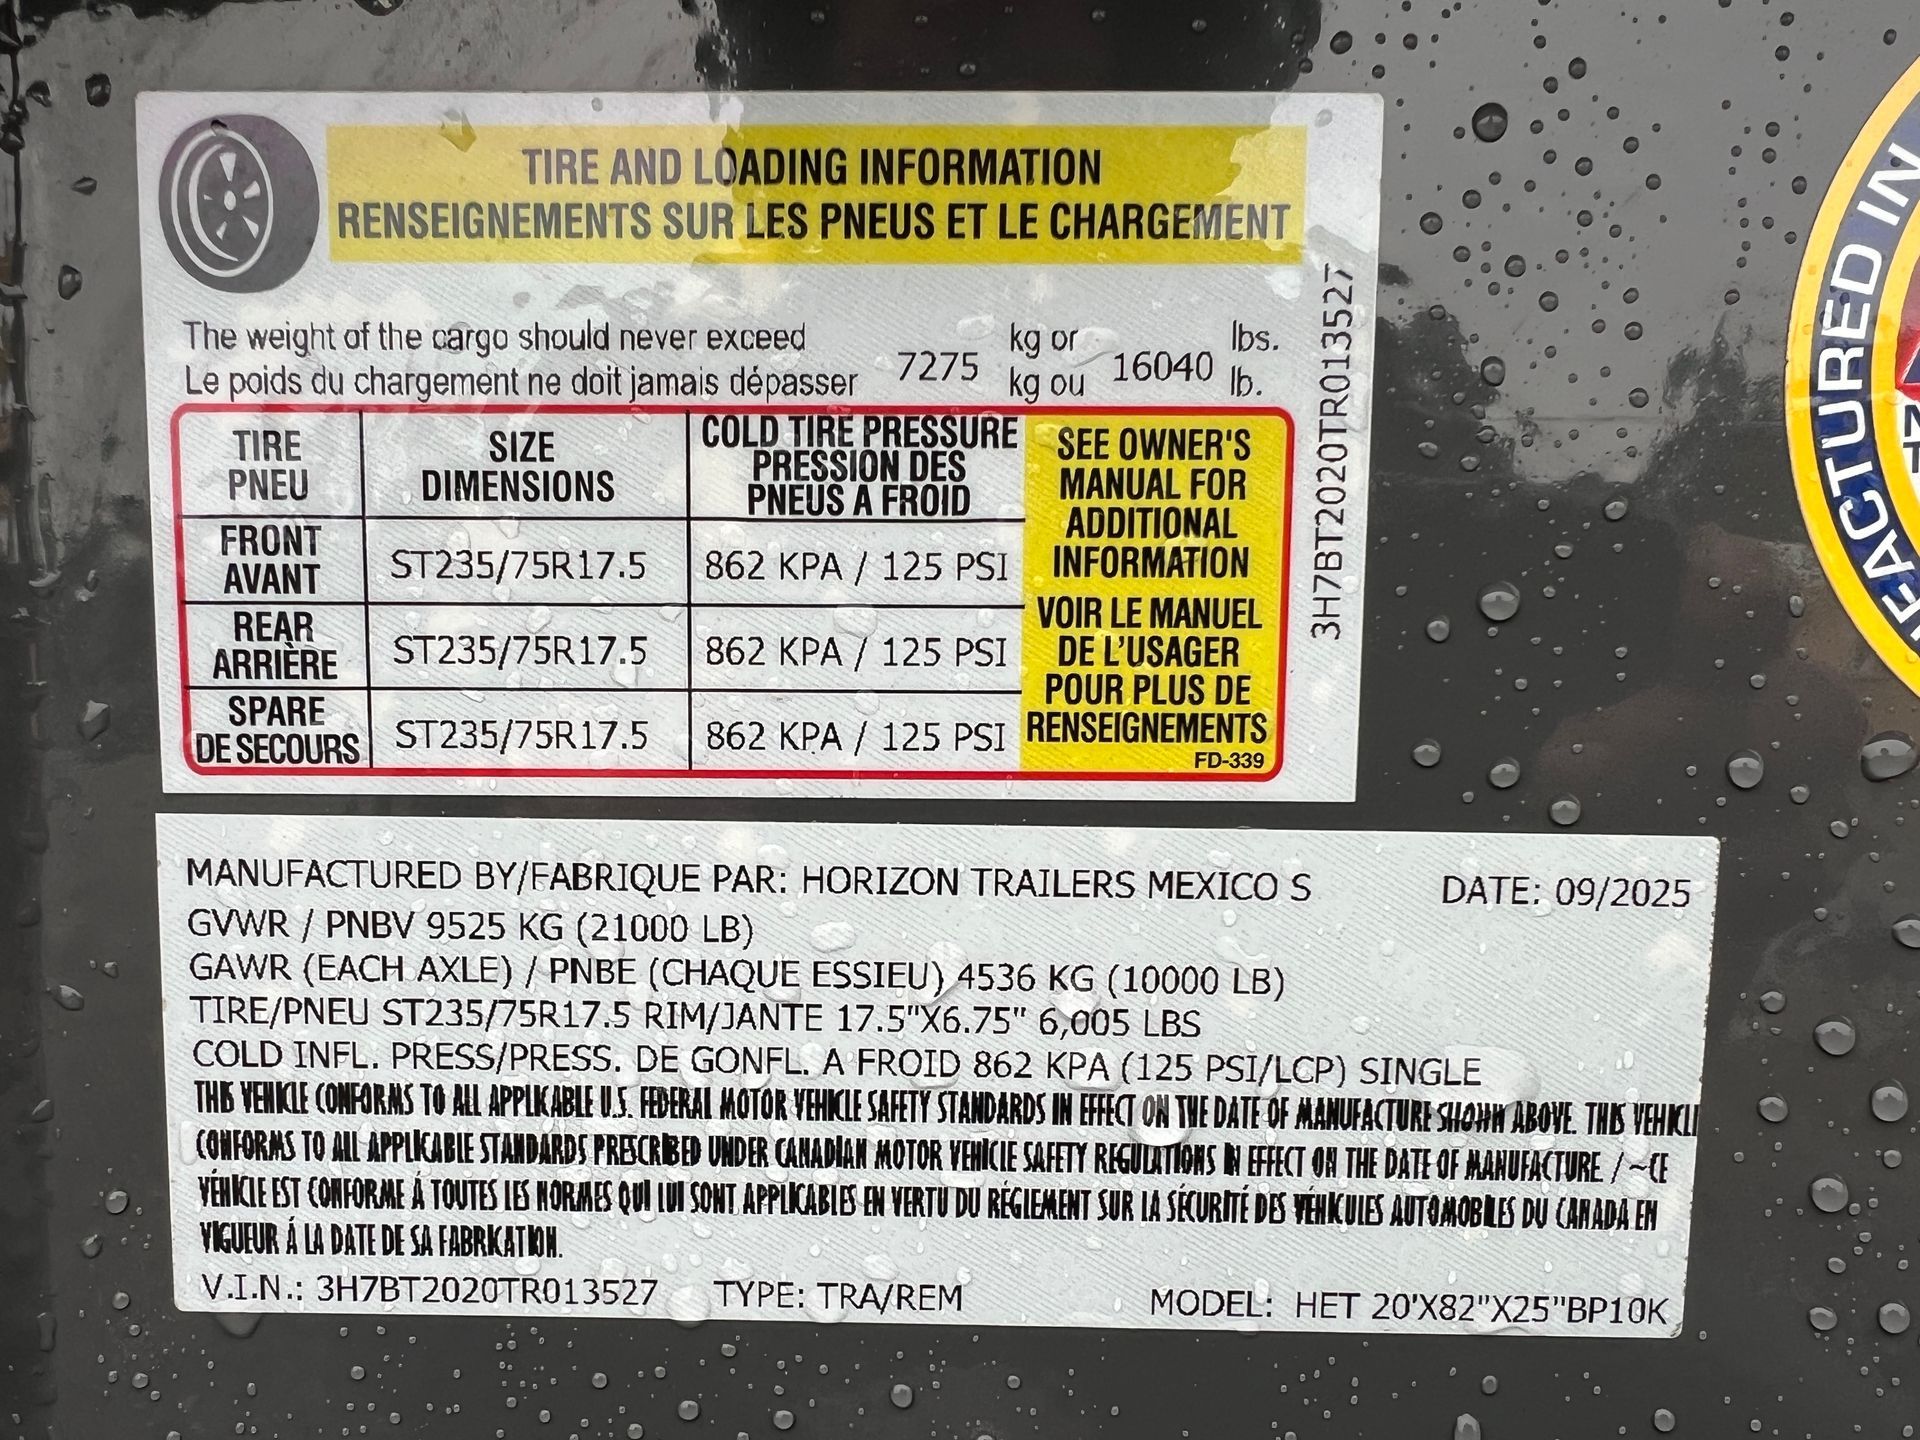 TIRE AND LOADING INFORMATION
RENSEIGNEMENTS SUR LES PNEUS ET LE CHARGEMENT
The weight of the cargo should never exceed
Le poids du chargement ne doit jamais dépasser
7275 kg or
kg ou 16040 lbs.
lb.
TIRE
PNEU
SIZE
DIMENSIONS
COLD TIRE PRESSURE
PRESSION DES
PNEUS A FROID
FRONT
AVANT
ST235/75R17.5
862 KPA / 125 PSI
REAR
ARRIÈRE
ST235/75R17.5
862 KPA / 125 PSI
SPARE
DE SECOURS
ST235/75R17.5
862 KPA / 125 PSI
SEE OWNER'S
MANUAL FOR
ADDITIONAL
INFORMATION
VOIR LE MANUEL
DE L'USAGER
POUR PLUS DE
RENSEIGNEMENTS
FD-339
3H7BT2020TR013527
MANUFACTURED BY/FABRIQUE PAR: HORIZON TRAILERS MEXICO S DATE: 09/2025
GVWR / PNBV 9525 KG (21000 LB)
GAWR (EACH AXLE) / PNBE (CHAQUE ESSIEU) 4536 KG (10000 LB)
TIRE/PNEU ST235/75R17.5 RIM/JANTE 17.5"X6.75" 6,005 LBS
COLD INFL. PRESS/PRESS. DE GONFL. A FROID 862 KPA (125 PSI/LCP) SINGLE
THIS VEHICLE CONFORMS TO ALL APPLICABLE U.S. FEDERAL MOTOR VEHICLE SAFETY STANDARDS IN EFFECT ON THE DATE OF MANUFACTURE SHOWN ABOVE. THIS VEHICLE
CONFORMS TO ALL APPLICABLE STANDARDS PRESCRIBED UNDER CANADIAN MOTOR VEHICLE SAFETY REGULATIONS IN EFFECT ON THE DATE OF MANUFACTURE. / ~CE
VÉHICLE EST CONFORME Á TOUTES LES NORMES QUI LUI SONT APPLICABLES EN VERTU DU RÉGLEMENT SUR LA SÉCURITÉ DES VÉHICULES AUTOMOBILES DU CANADA EN
VIGUEUR Á LA DATE DE SA FABRICATION.
V.I.N.: 3H7BT2020TR013527 TYPE: TRA/REM MODEL: HET 20'X82"X25"BP10K
FACTURED IN